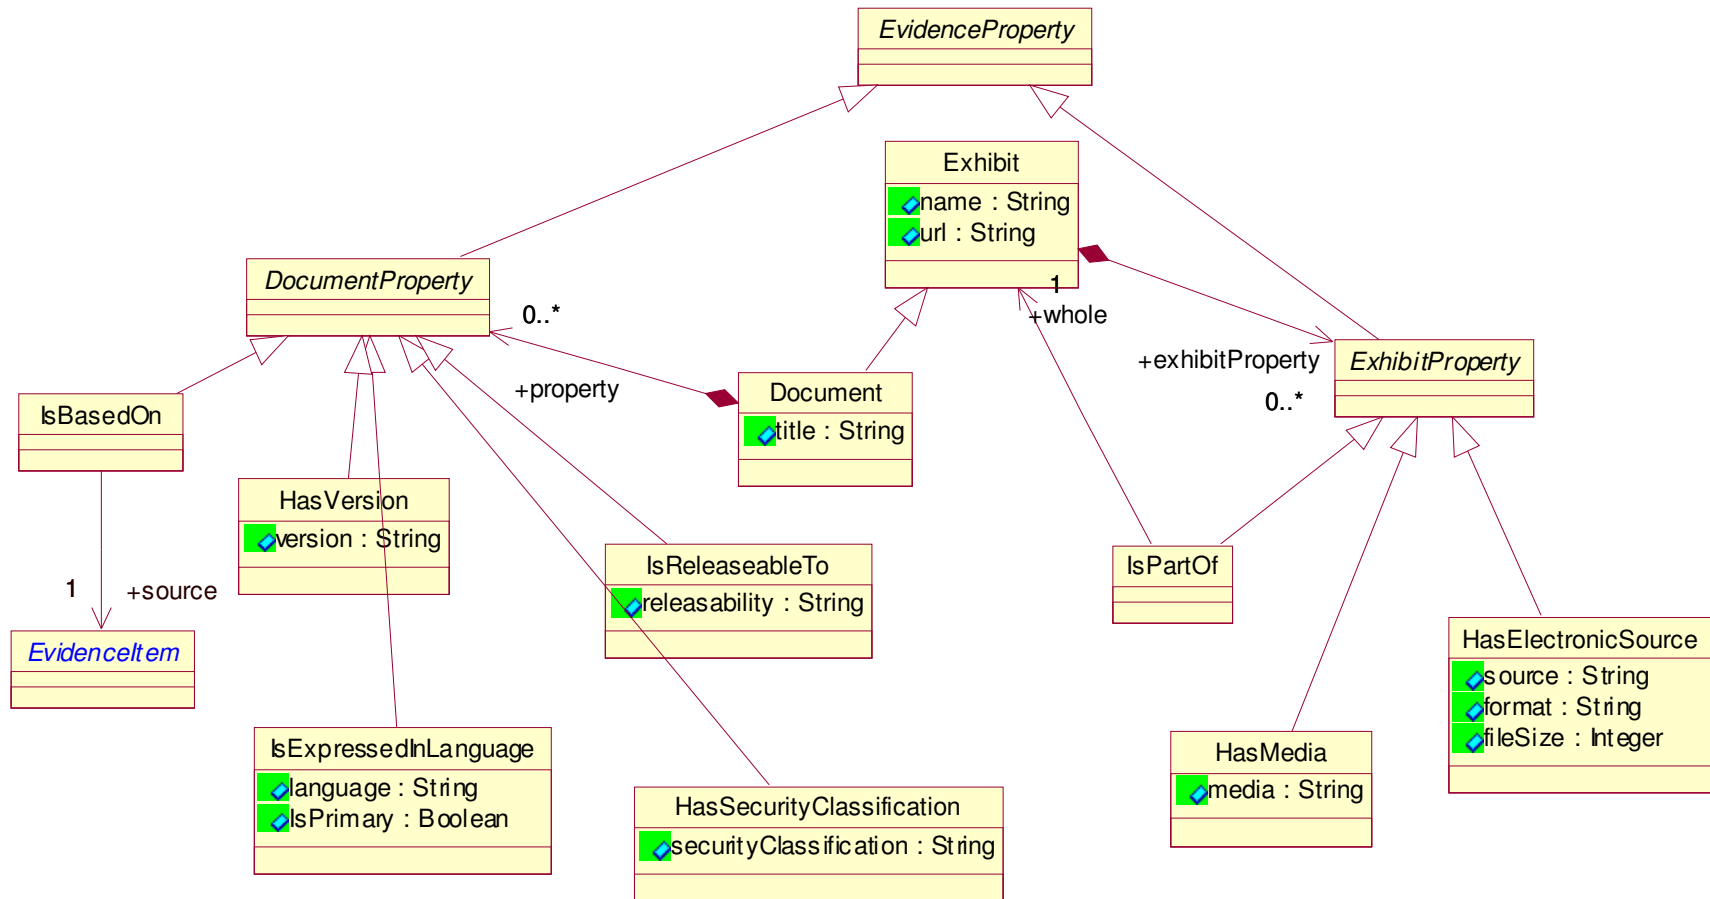 EvidenceProperty
Exhibit
name : String
url : String
DocumentProperty
0..*
1
+whole
+exhibitProperty
ExhibitProperty
0..*
+property
Document
title : String
IsBasedOn
HasVersion
version : String
IsReleaseableTo
releasability : String
IsPartOf
1
+source
EvidenceItem
HasElectronicSource
source : String
format : String
fileSize : Integer
IsExpressedInLanguage
language : String
IsPrimary : Boolean
HasMedia
media : String
HasSecurityClassification
securityClassification : String